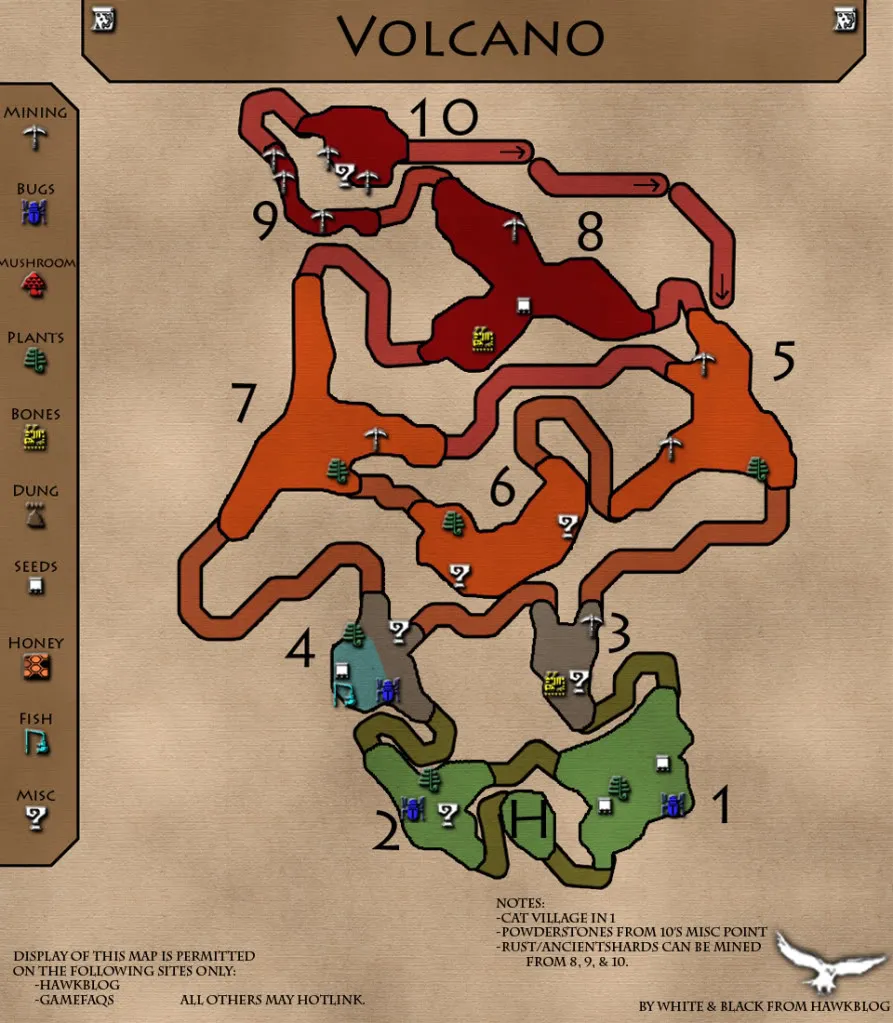 Volcano
Mining
Bugs
Mushroom
Plants
Bones
Dung
Seeds
Honey
Fish
Misc
10
9
8
5
7
6
4
3
H
1
2
Notes:
-Cat Village in 1
-Powderstones from 10's Misc Point
-Rust/Ancientshards can be mined
from 8, 9, & 10.
Display of this map is permitted
on the following sites only:
-Hawkblog
-GameFAQs
All others may hotlink.
By White & Black from Hawkblog